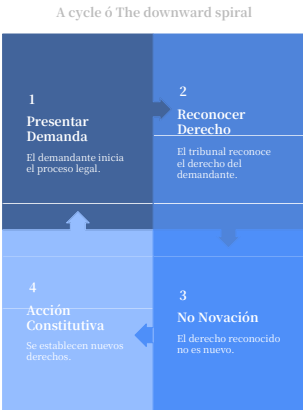 A cycle ó The downward spiral
1
Presentar
Demanda
El demandante inicia
el proceso legal.
2
Reconocer
Derecho
El tribunal reconoce
el derecho del
demandante.
3
No Novación
El derecho reconocido
no es nuevo.
4
Acción
Constitutiva
Se establecen nuevos
derechos.